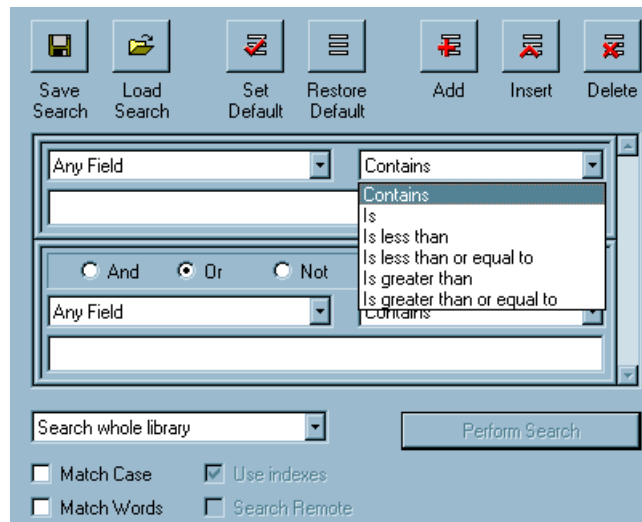 Save Search
Load Search
Set Default
Restore Default
Add
Insert
Delete
Any Field
Contains
Contains
Is
Is less than
Is less than or equal to
Is greater than
Is greater than or equal to
And
Or
Not
Any Field
Contains
Search whole library
Perform Search
Match Case
Use indexes
Match Words
Search Remote